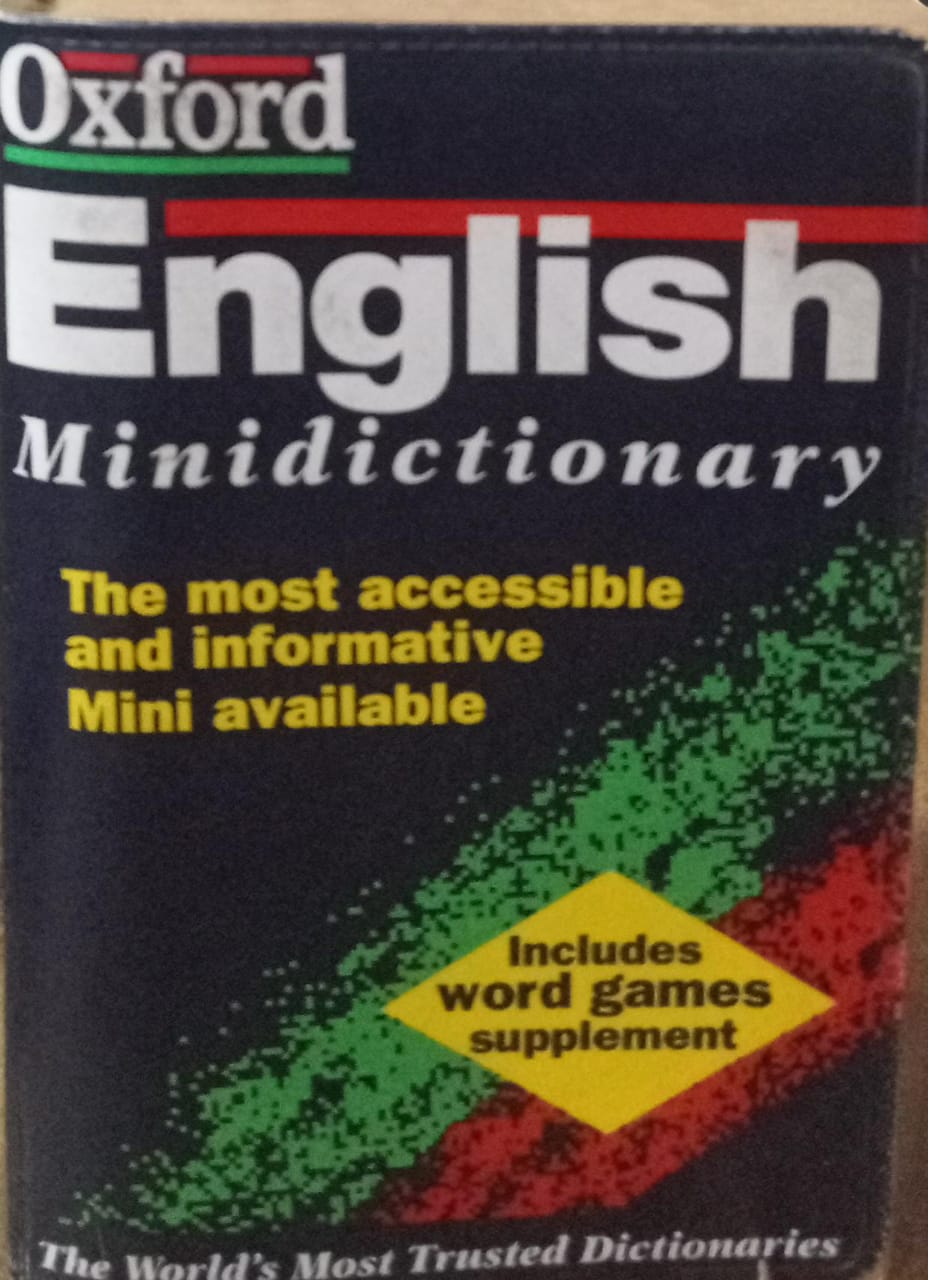 Oxford
English
Minidictionary
The most accessible
and informative
Mini available
Includes
word games
supplement
The World's Most Trusted Dictionaries